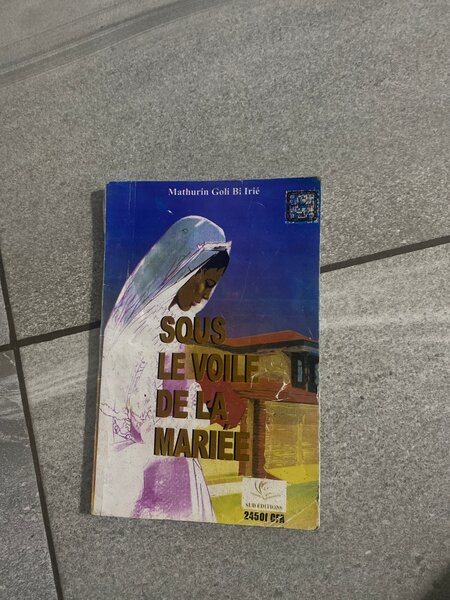 Mathurin Goli Bi Irié
SOUS
LE VOILE
DE LA
MARIEE
SUD EDITIONS
2450f CFA